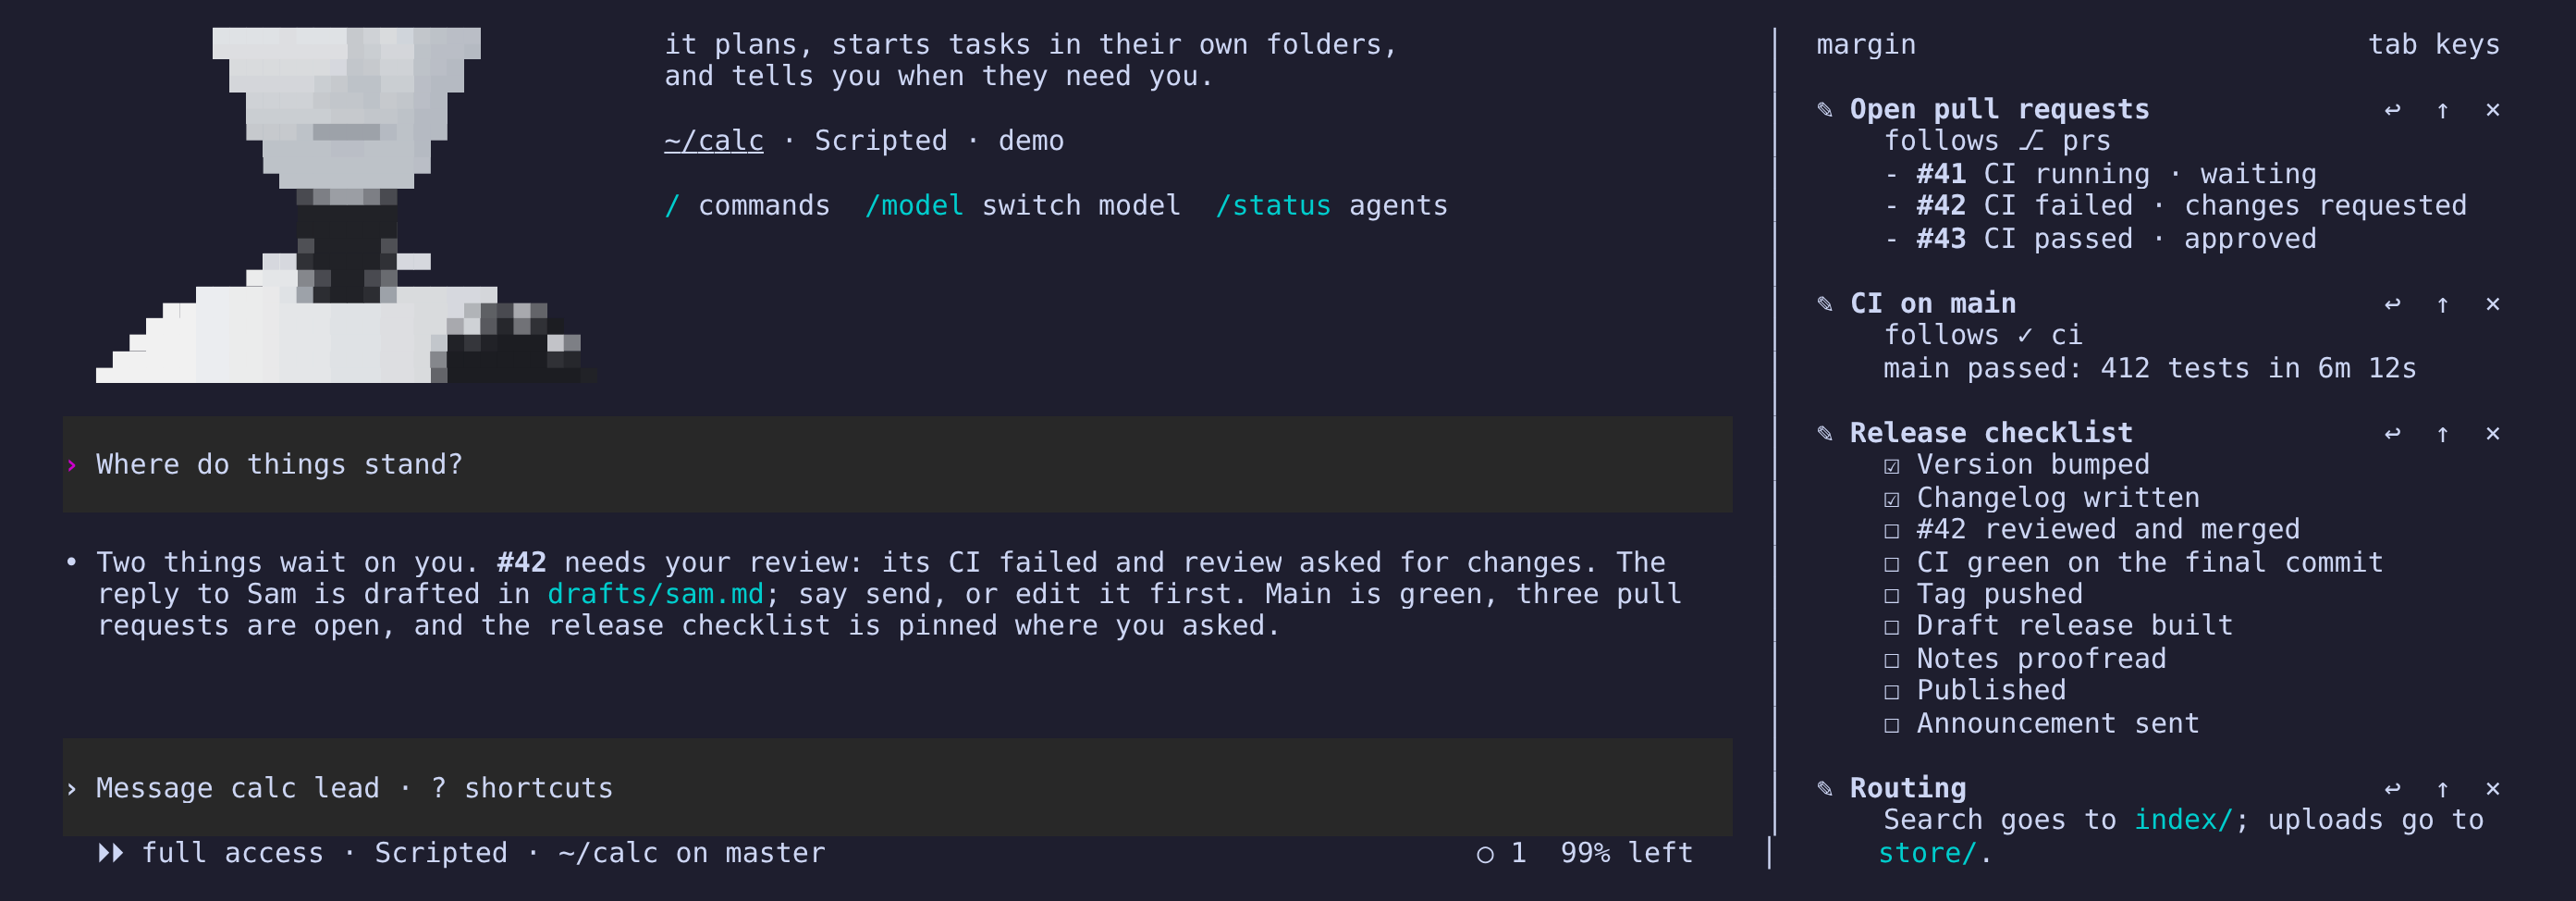 it plans, starts tasks in their own folders,
and tells you when they need you.
~/calc · Scripted · demo
/ commands  /model switch model  /status agents
› Where do things stand?
• Two things wait on you. #42 needs your review: its CI failed and review asked for changes. The
reply to Sam is drafted in drafts/sam.md; say send, or edit it first. Main is green, three pull
requests are open, and the release checklist is pinned where you asked.
› Message calc lead · ? shortcuts
⏵⏵ full access · Scripted · ~/calc on master  ○ 1  99% left
margin  tab keys
✎ Open pull requests  ↩ ↑ ×
follows ⎇ prs
- #41 CI running · waiting
- #42 CI failed · changes requested
- #43 CI passed · approved
✎ CI on main  ↩ ↑ ×
follows ✓ ci
main passed: 412 tests in 6m 12s
✎ Release checklist  ↩ ↑ ×
☑ Version bumped
☑ Changelog written
☐ #42 reviewed and merged
☐ CI green on the final commit
☐ Tag pushed
☐ Draft release built
☐ Notes proofread
☐ Published
☐ Announcement sent
✎ Routing  ↩ ↑ ×
Search goes to index/; uploads go to
store/.